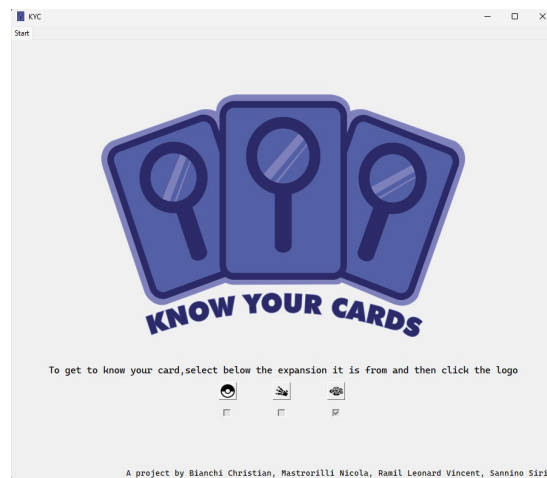 KYC
Start
KNOW YOUR CARDS
To get to know your card,select below the expansion it is from and then click the logo
A project by Bianchi Christian, Mastrorilli Nicola, Ramil Leonard Vincent, Sannino Siri